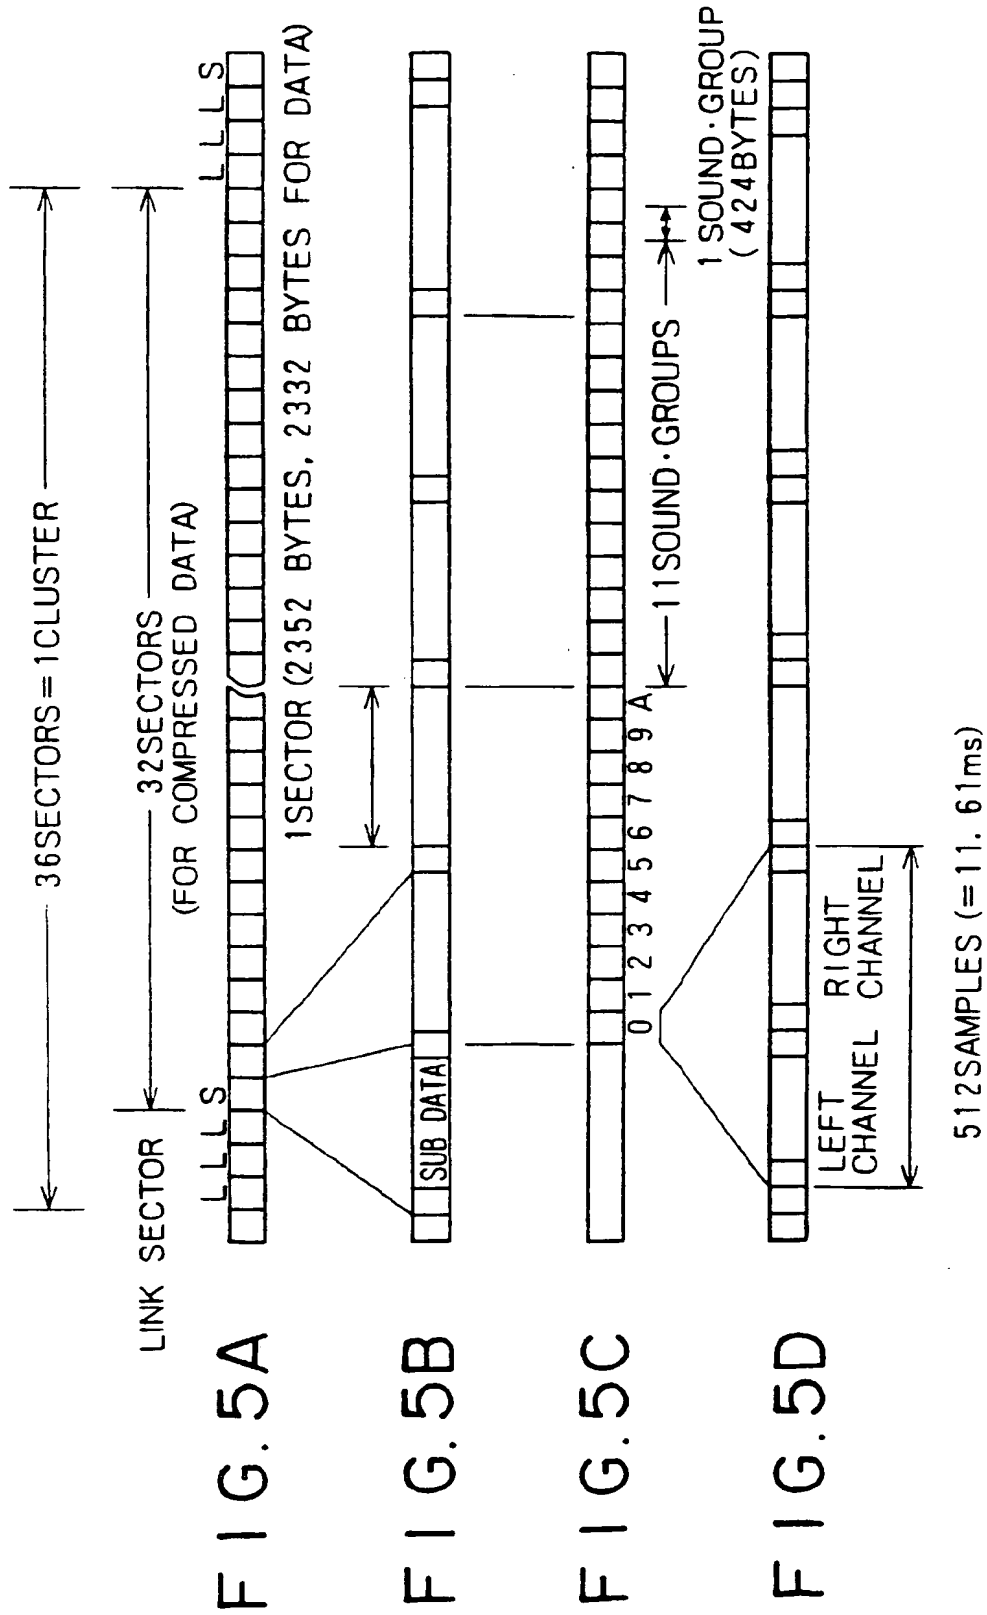 36SECTORS=1CLUSTER
LINK SECTOR
32SECTORS
(FOR COMPRESSED DATA)
L L L S
L L L S
FIG. 5A
1SECTOR (2352 BYTES, 2332 BYTES FOR DATA)
FIG. 5B
SUB DATA
FIG. 5C
0 1 2 3 4 5 6 7 8 9 A
11SOUND·GROUPS
1SOUND·GROUP
(424BYTES)
FIG. 5D
LEFT
CHANNEL
RIGHT
CHANNEL
512SAMPLES (=11. 61ms)